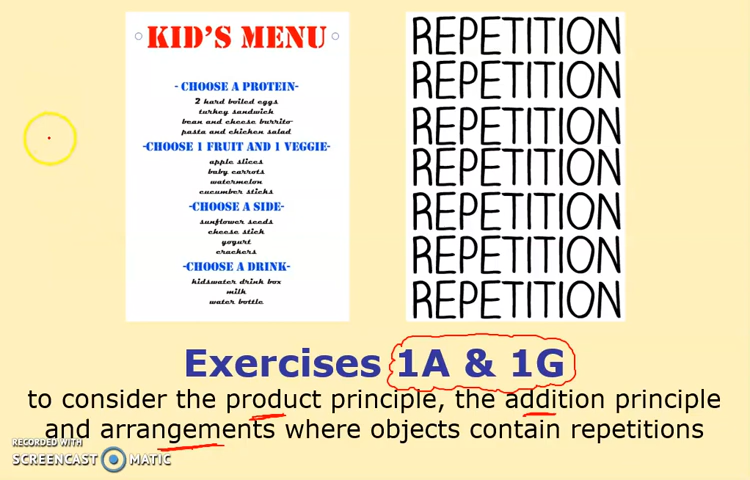 KID'S MENU
- CHOOSE A PROTEIN-
2 hard boiled eggs
turkey sandwich
bean and cheese burrito
pasta and chicken salad
-CHOOSE 1 FRUIT AND 1 VEGGIE-
apple slices
baby carrots
watermelon
cucumber sticks
-CHOOSE A SIDE-
sunflower seeds
cheese stick
yogurt
crackers
-CHOOSE A DRINK-
kidswater drink box
milk
water bottle
REPETITION
REPETITION
REPETITION
REPETITION
REPETITION
REPETITION
REPETITION
Exercises 1A & 1G
to consider the product principle, the addition principle
and arrangements where objects contain repetitions
RECORDED WITH
SCREENCAST MATIC